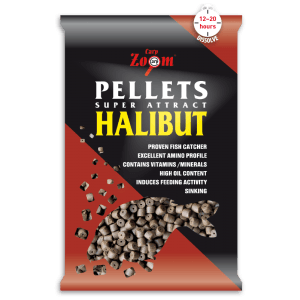 12-20
hours
DISSOLVE
Carp
Zoom
PELLETS
SUPER ATTRACT
HALIBUT
PROVEN FISH CATCHER
EXCELLENT AMINO PROFILE
CONTAINS VITAMINS /MINERALS
HIGH OIL CONTENT
INDUCES FEEDING ACTIVITY
SINKING